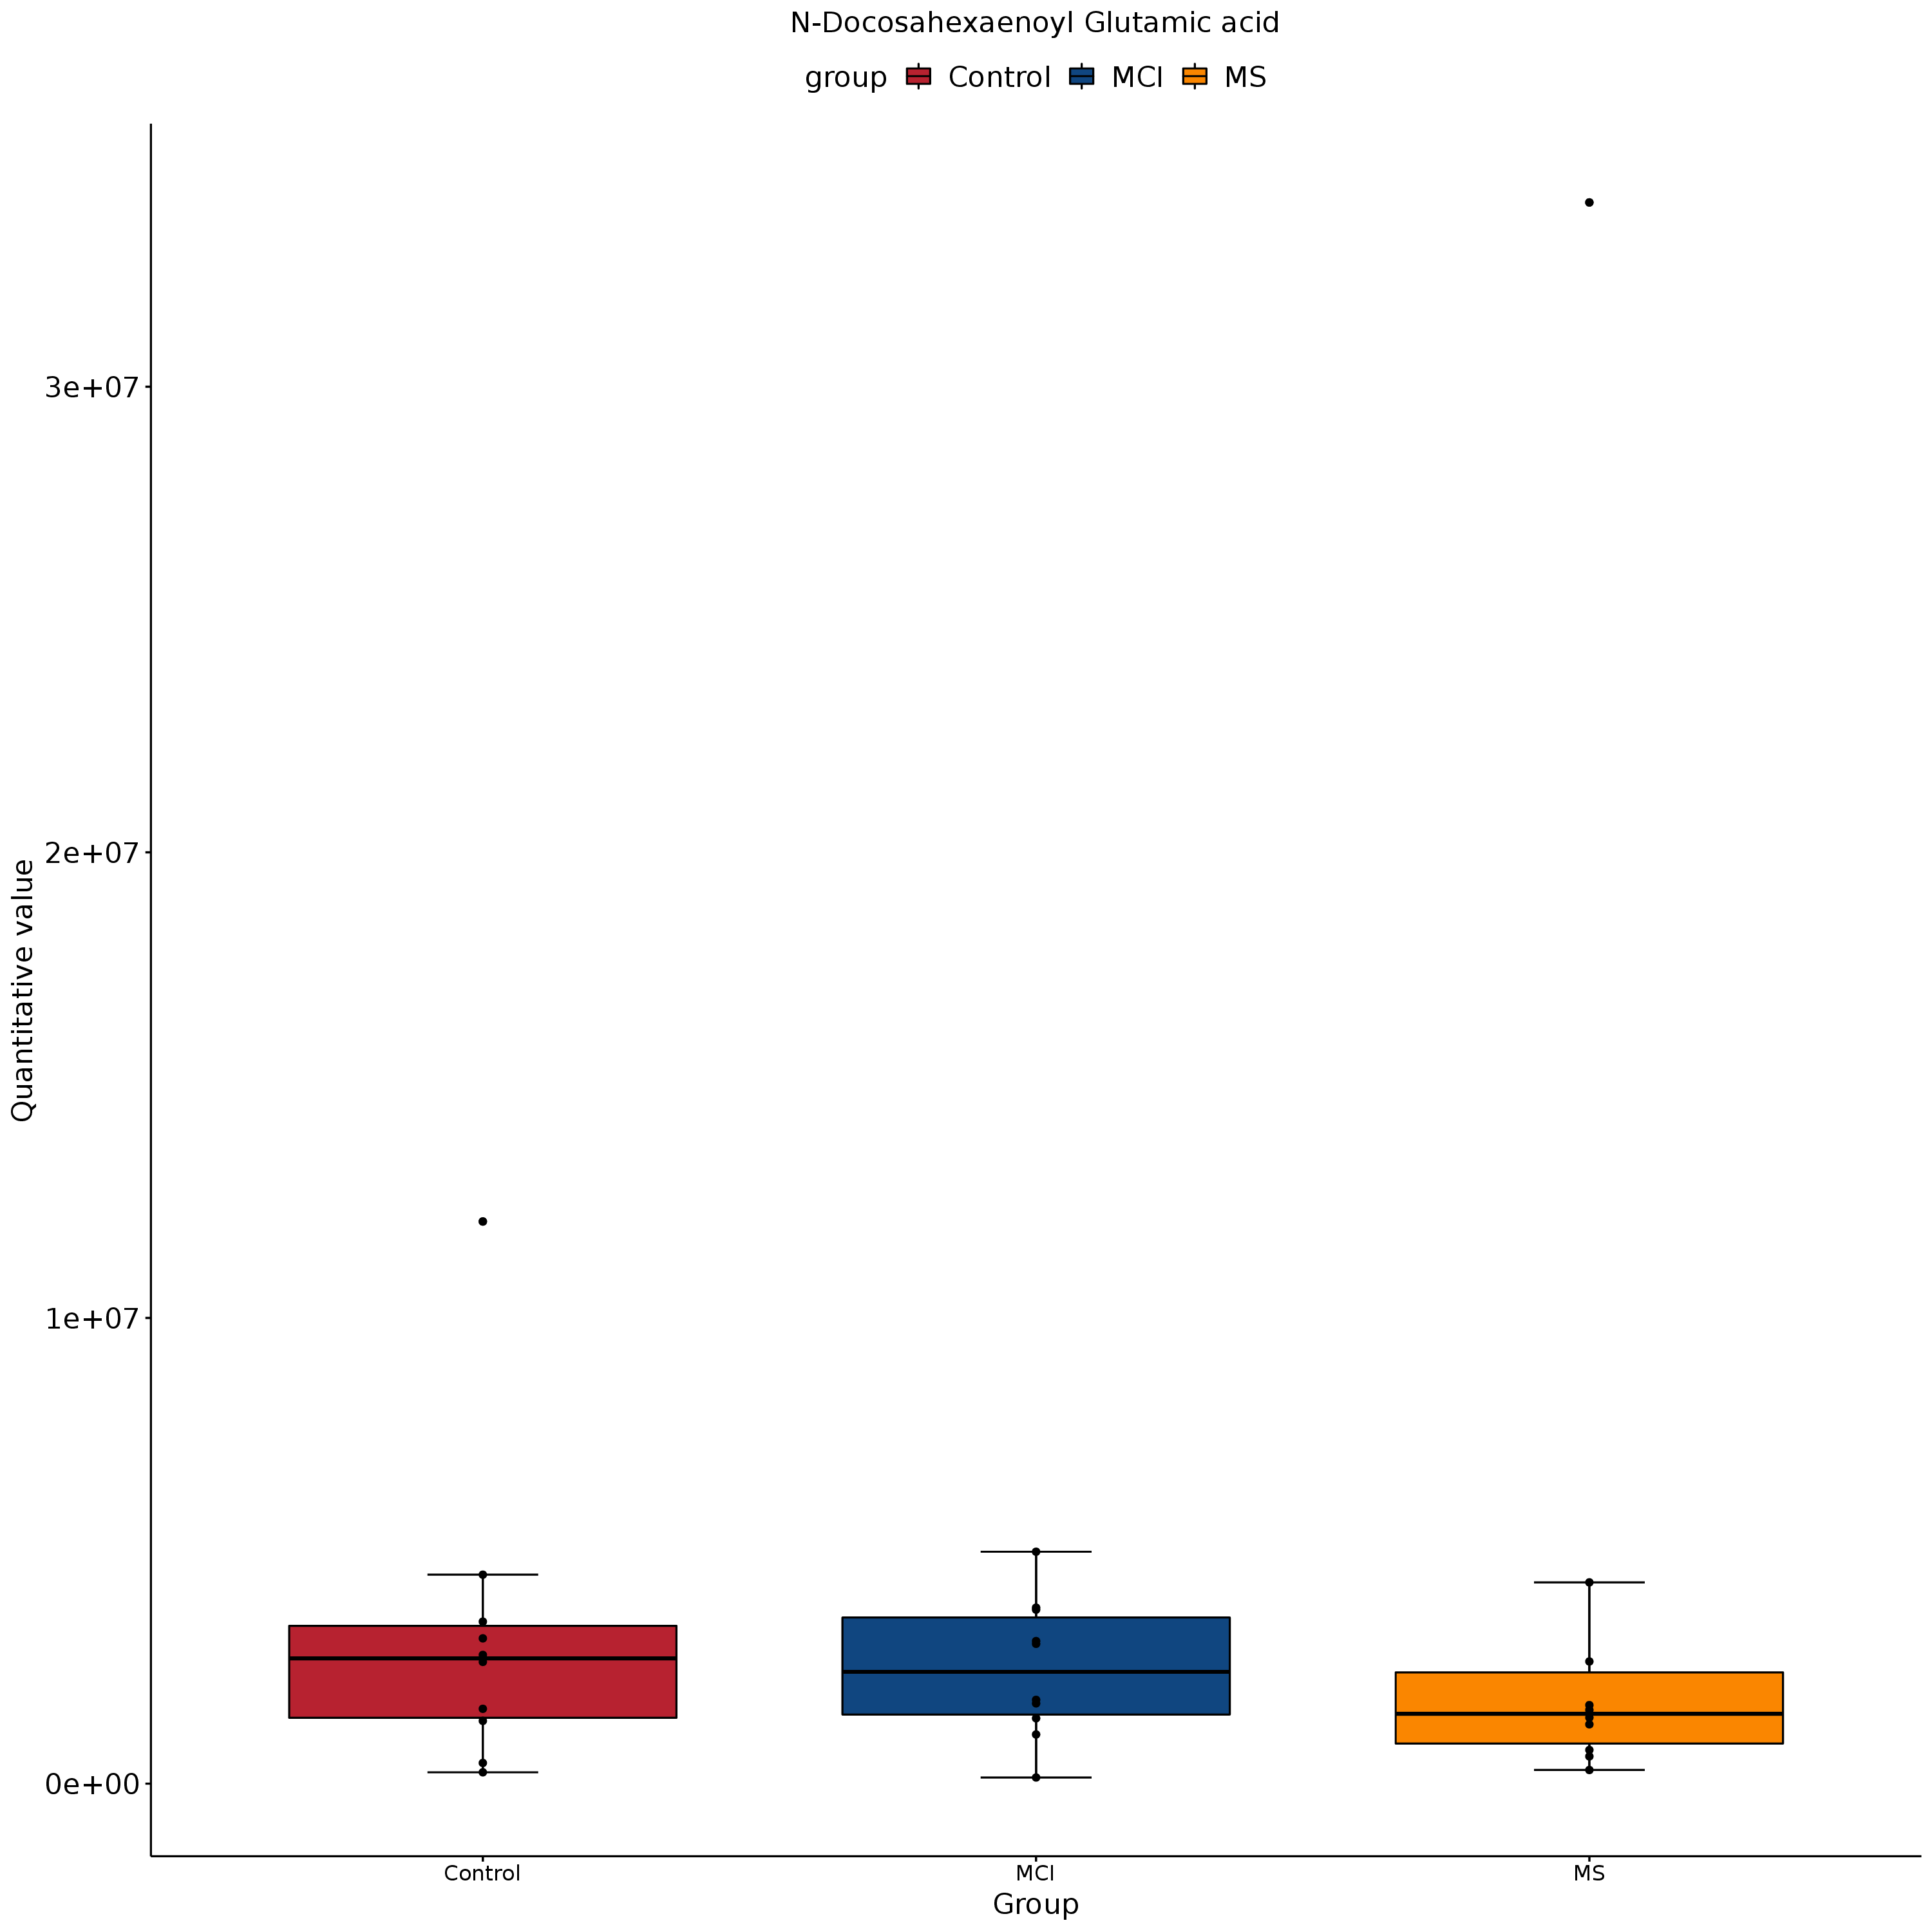 N-Docosahexaenoyl Glutamic acid
group Control MCI MS
Quantitative value
3e+07
2e+07
1e+07
0e+00
Control MCI MS
Group